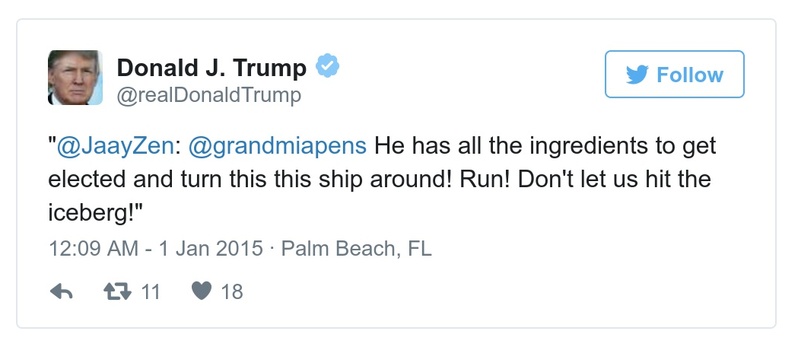 Donald J. Trump
@realDonaldTrump
Follow
"@JaayZen: @grandmiapens He has all the ingredients to get
elected and turn this this ship around! Run! Don't let us hit the
iceberg!"
12:09 AM - 1 Jan 2015 · Palm Beach, FL
11 18